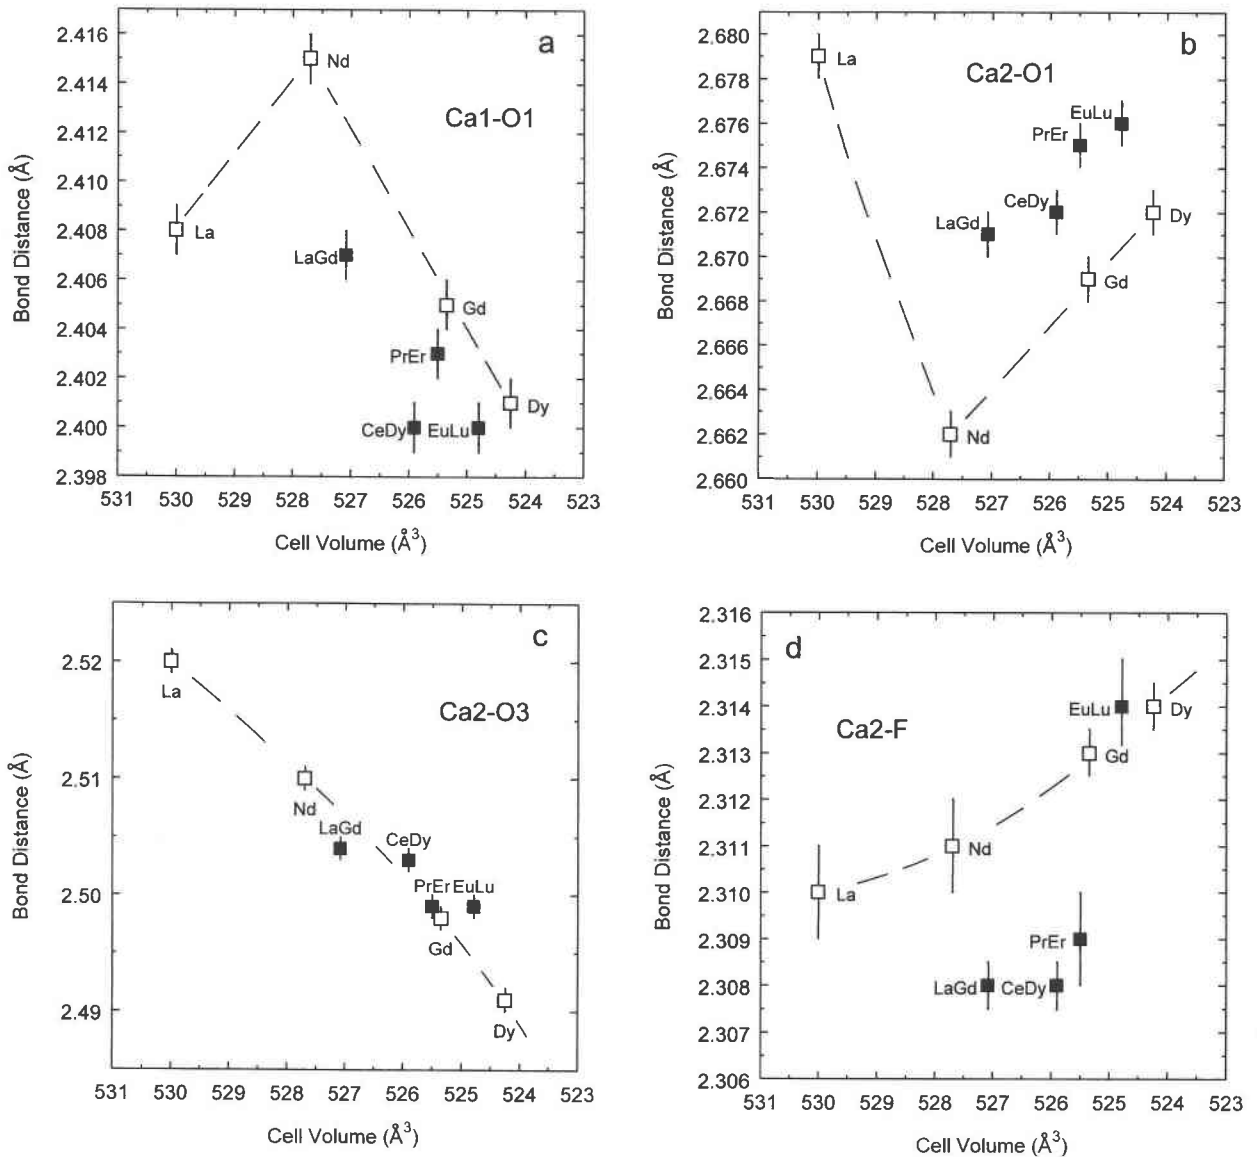 a
2.416
2.414
2.412
2.410
2.408
2.406
2.404
2.402
2.400
2.398
Bond Distance (Å)
Nd
Ca1-O1
La
LaGd
Gd
PrEr
Dy
CeDy
EuLu
531 530 529 528 527 526 525 524 523
Cell Volume (Å³)
b
2.680
2.678
2.676
2.674
2.672
2.670
2.668
2.666
2.664
2.662
2.660
Bond Distance (Å)
La
Ca2-O1
EuLu
PrEr
CeDy
LaGd
Dy
Gd
Nd
531 530 529 528 527 526 525 524 523
Cell Volume (Å³)
c
2.52
2.51
2.50
2.49
Bond Distance (Å)
La
Ca2-O3
Nd
LaGd
CeDy
PrEr EuLu
Gd
Dy
531 530 529 528 527 526 525 524 523
Cell Volume (Å³)
d
2.316
2.315
2.314
2.313
2.312
2.311
2.310
2.309
2.308
2.307
2.306
Bond Distance (Å)
Ca2-F
EuLu
Dy
Gd
Nd
La
PrEr
LaGd
CeDy
531 530 529 528 527 526 525 524 523
Cell Volume (Å³)